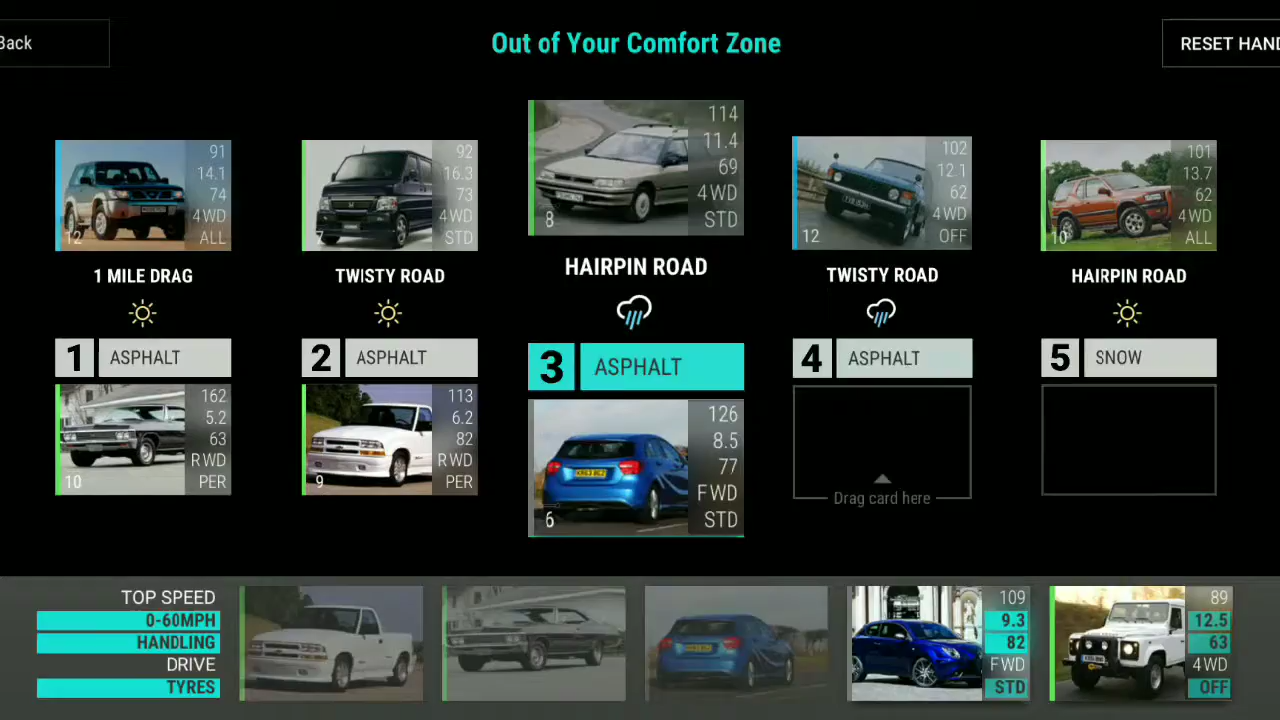 Back
Out of Your Comfort Zone
RESET HAND
91
14.1
74
4WD
ALL
12
92
16.3
73
4WD
STD
7
114
11.4
69
4WD
STD
8
102
12.1
62
4WD
OFF
12
101
13.7
62
4WD
ALL
10
1 MILE DRAG
TWISTY ROAD
HAIRPIN ROAD
TWISTY ROAD
HAIRPIN ROAD
1 ASPHALT
2 ASPHALT
3 ASPHALT
4 ASPHALT
5 SNOW
162
5.2
63
RWD
PER
10
113
6.2
82
RWD
PER
9
126
8.5
77
FWD
STD
6
Drag card here
TOP SPEED
0-60MPH
HANDLING
DRIVE
TYRES
109
9.3
82
FWD
STD
89
12.5
63
4WD
OFF